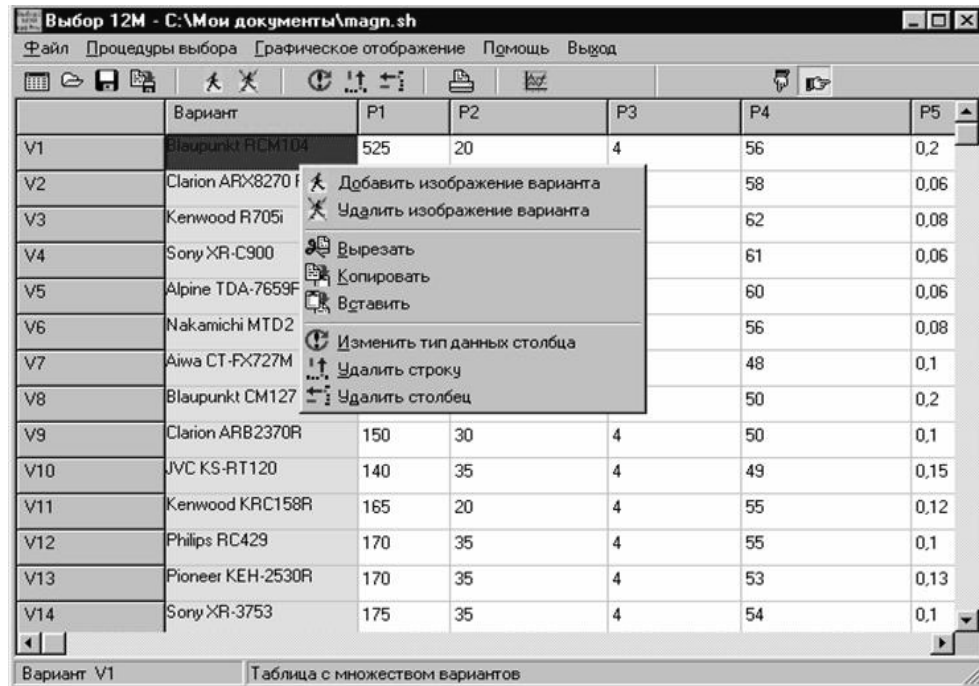 Выбор 12М - C:\Мои документы\magn.sh
Файл Процедуры выбора Графическое отображение Помощь Выход
Вариант P1 P2 P3 P4 P5
V1 Blaupunkt RCM104 525 20 4 56 0,2
V2 Clarion ARX8270 58 0,06
Добавить изображение варианта
V3 Kenwood R705i 62 0,08
Удалить изображение варианта
V4 Sony XR-C900 61 0,06
Вырезать
Копировать
V5 Alpine TDA-7659 60 0,06
Вставить
V6 Nakamichi MTD2 56 0,08
Изменить тип данных столбца
V7 Aiwa CT-FX727M 48 0,1
Удалить строку
V8 Blaupunkt CM127 50 0,2
Удалить столбец
V9 Clarion ARB2370R 150 30 4 50 0,1
V10 JVC KS-RT120 140 35 4 49 0,15
V11 Kenwood KRC158R 165 20 4 55 0,12
V12 Philips RC429 170 35 4 55 0,1
V13 Pioneer KEH-2530R 170 35 4 53 0,13
V14 Sony XR-3753 175 35 4 54 0,1
Вариант V1 Таблица с множеством вариантов